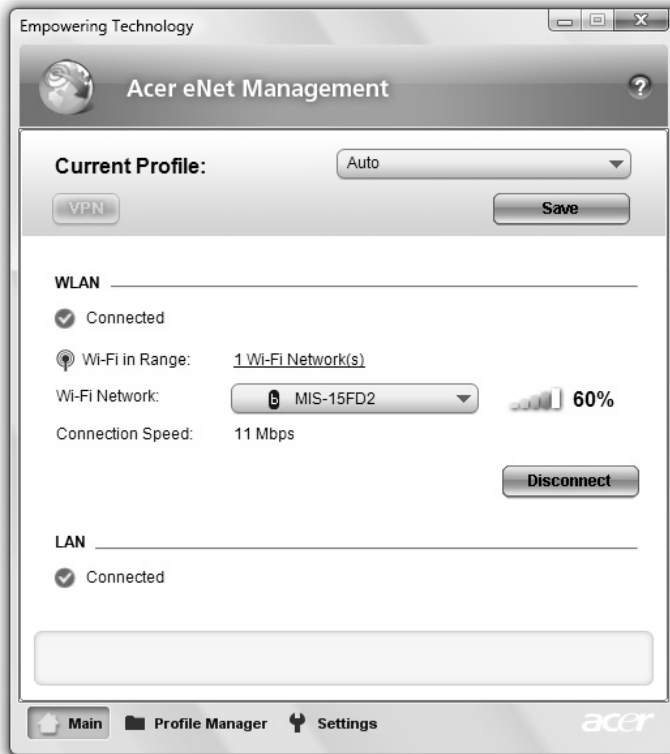 Empowering Technology
Acer eNet Management
?
Current Profile: Auto
VPN Save
WLAN
Connected
Wi-Fi in Range: 1 Wi-Fi Network(s)
Wi-Fi Network: b MIS-15FD2 60%
Connection Speed: 11 Mbps
Disconnect
LAN
Connected
Main Profile Manager Settings acer